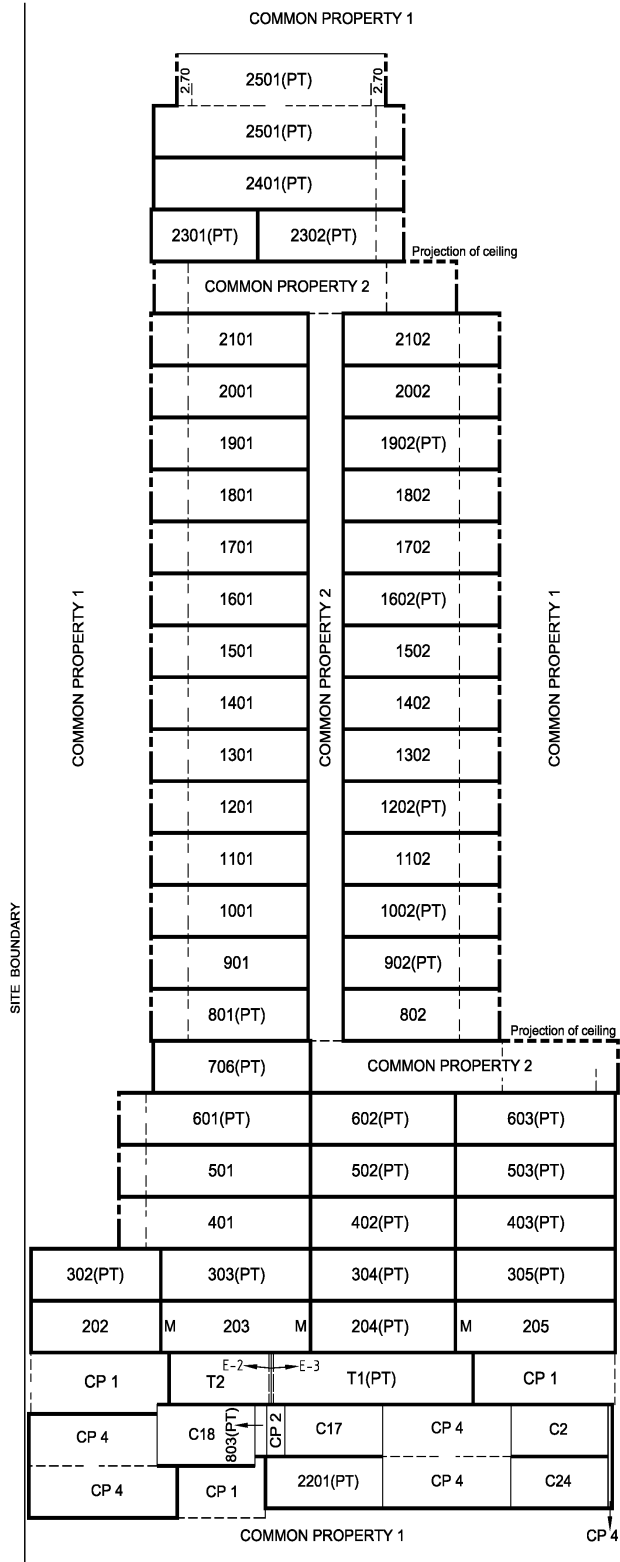 COMMON PROPERTY 1
2.70
2501(PT)
2.70
2501(PT)
2401(PT)
2301(PT)
2302(PT)
Projection of ceiling
COMMON PROPERTY 2
2101
2102
2001
2002
1901
1902(PT)
1801
1802
1701
1702
COMMON PROPERTY 1
1601
COMMON PROPERTY 2
1602(PT)
COMMON PROPERTY 1
1501
1502
1401
1402
1301
1302
1201
1202(PT)
1101
1102
1001
1002(PT)
SITE BOUNDARY
901
902(PT)
801(PT)
802
Projection of ceiling
706(PT)
COMMON PROPERTY 2
601(PT)
602(PT)
603(PT)
501
502(PT)
503(PT)
401
402(PT)
403(PT)
302(PT)
303(PT)
304(PT)
305(PT)
202
M
203
M
204(PT)
M
205
CP 1
T2
E-2
E-3
T1(PT)
CP 1
CP 4
C18
803(PT)
CP 2
C17
CP 4
C2
CP 4
CP 1
2201(PT)
CP 4
C24
COMMON PROPERTY 1
CP 4